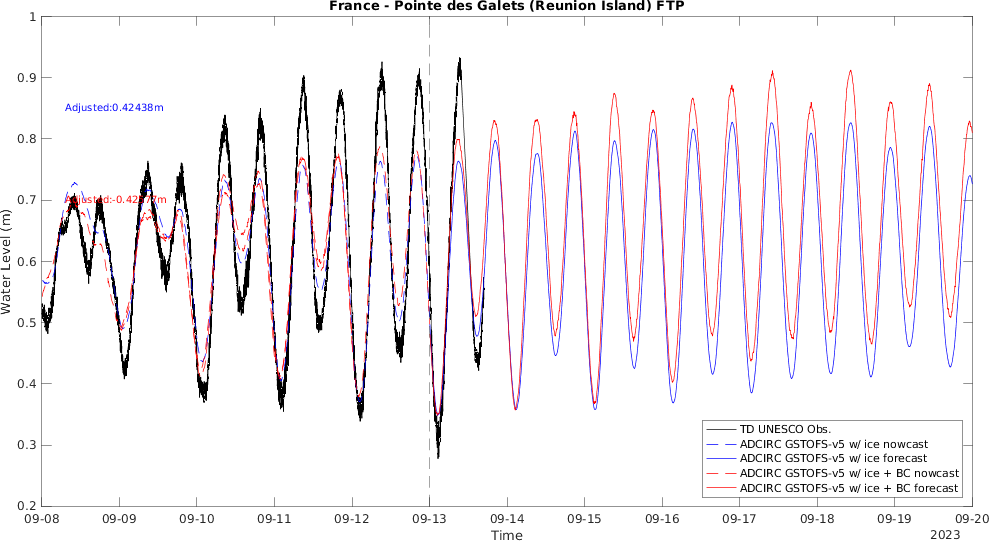 France - Pointe des Galets (Reunion Island) FTP
1
0.9
0.8
0.7
0.6
0.5
0.4
0.3
0.2
Water Level (m)
Adjusted:0.42438m
TD UNESCO Obs.
ADCIRC GSTOFS-v5 w/ ice nowcast
ADCIRC GSTOFS-v5 w/ ice forecast
ADCIRC GSTOFS-v5 w/ ice + BC nowcast
ADCIRC GSTOFS-v5 w/ ice + BC forecast
09-08 09-09 09-10 09-11 09-12 09-13 09-14 09-15 09-16 09-17 09-18 09-19 09-20
Time
2023